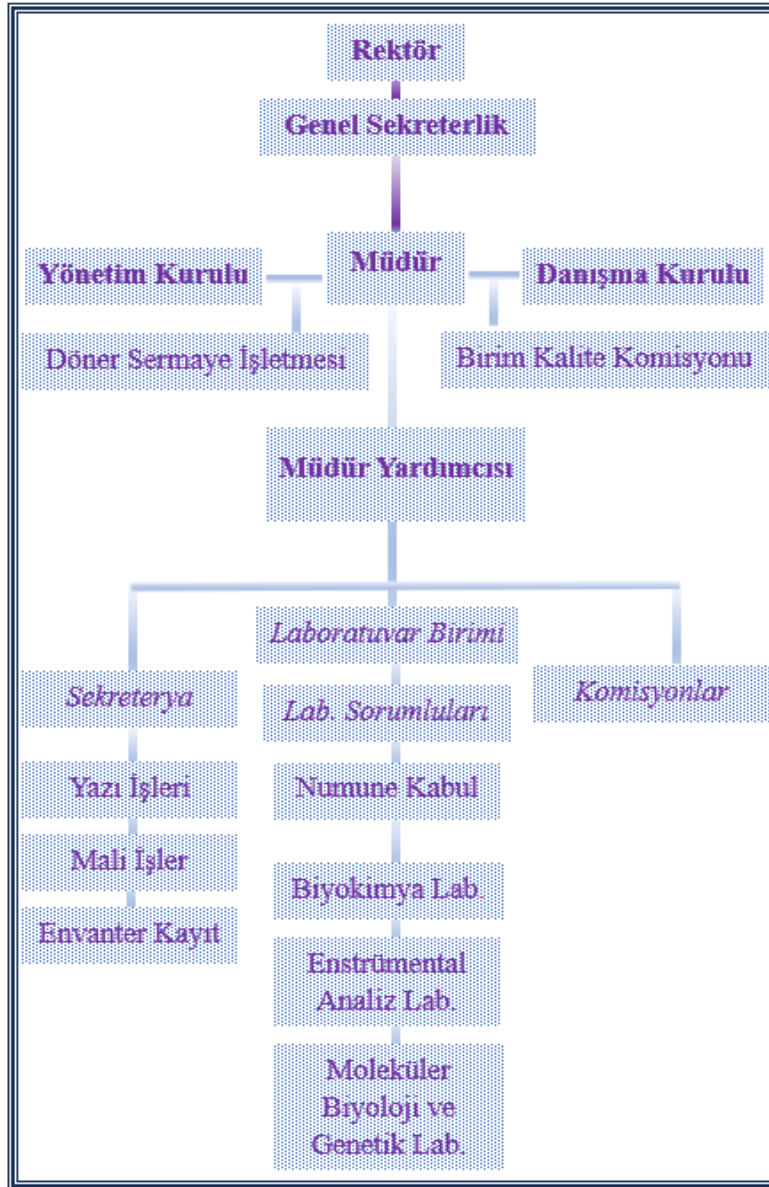 Rektör
Genel Sekreterlik
Müdür
Yönetim Kurulu
Danışma Kurulu
Döner Sermaye İşletmesi
Birim Kalite Komisyonu
Müdür Yardımcısı
Sekreterya
Yazı İşleri
Mali İşler
Envanter Kayıt
Laboratuvar Birimi
Lab. Sorumluları
Numune Kabul
Biyokimya Lab.
Enstrümental
Analiz Lab.
Moleküler
Biyoloji ve
Genetik Lab.
Komisyonlar